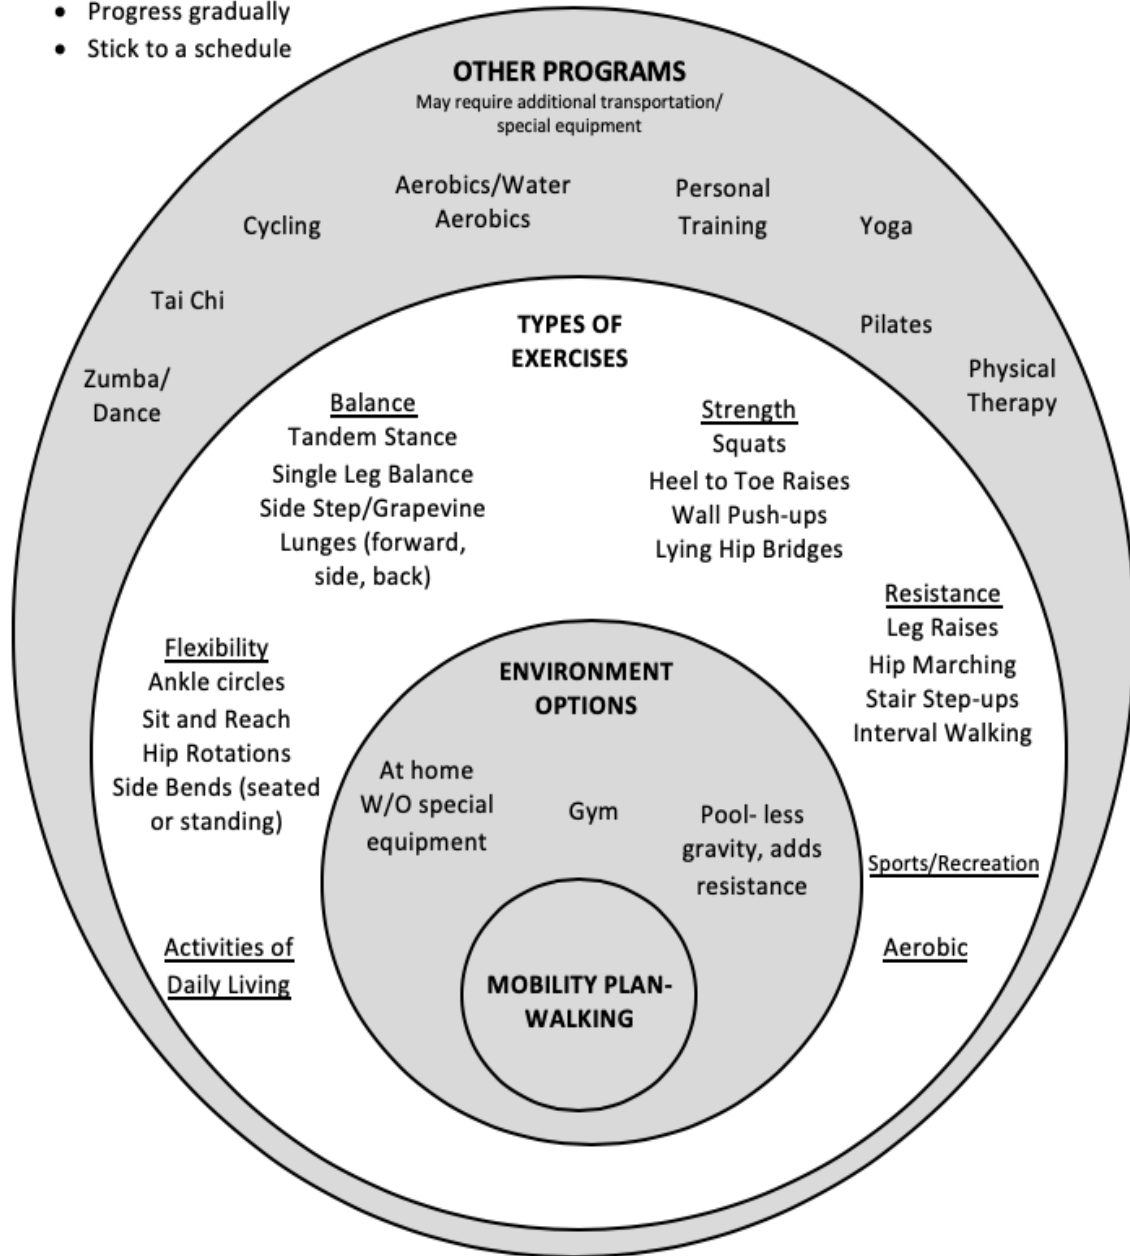 • Progress gradually
• Stick to a schedule
OTHER PROGRAMS
May require additional transportation/
special equipment
Aerobics/Water
Aerobics
Personal
Training
Cycling
Yoga
Tai Chi
Pilates
Zumba/
Dance
Physical
Therapy
TYPES OF
EXERCISES
Balance
Tandem Stance
Single Leg Balance
Side Step/Grapevine
Lunges (forward,
side, back)
Strength
Squats
Heel to Toe Raises
Wall Push-ups
Lying Hip Bridges
Resistance
Leg Raises
Hip Marching
Stair Step-ups
Interval Walking
Flexibility
Ankle circles
Sit and Reach
Hip Rotations
Side Bends (seated
or standing)
ENVIRONMENT
OPTIONS
At home
W/O special
equipment
Gym
Pool- less
gravity, adds
resistance
Sports/Recreation
Activities of
Daily Living
Aerobic
MOBILITY PLAN-
WALKING